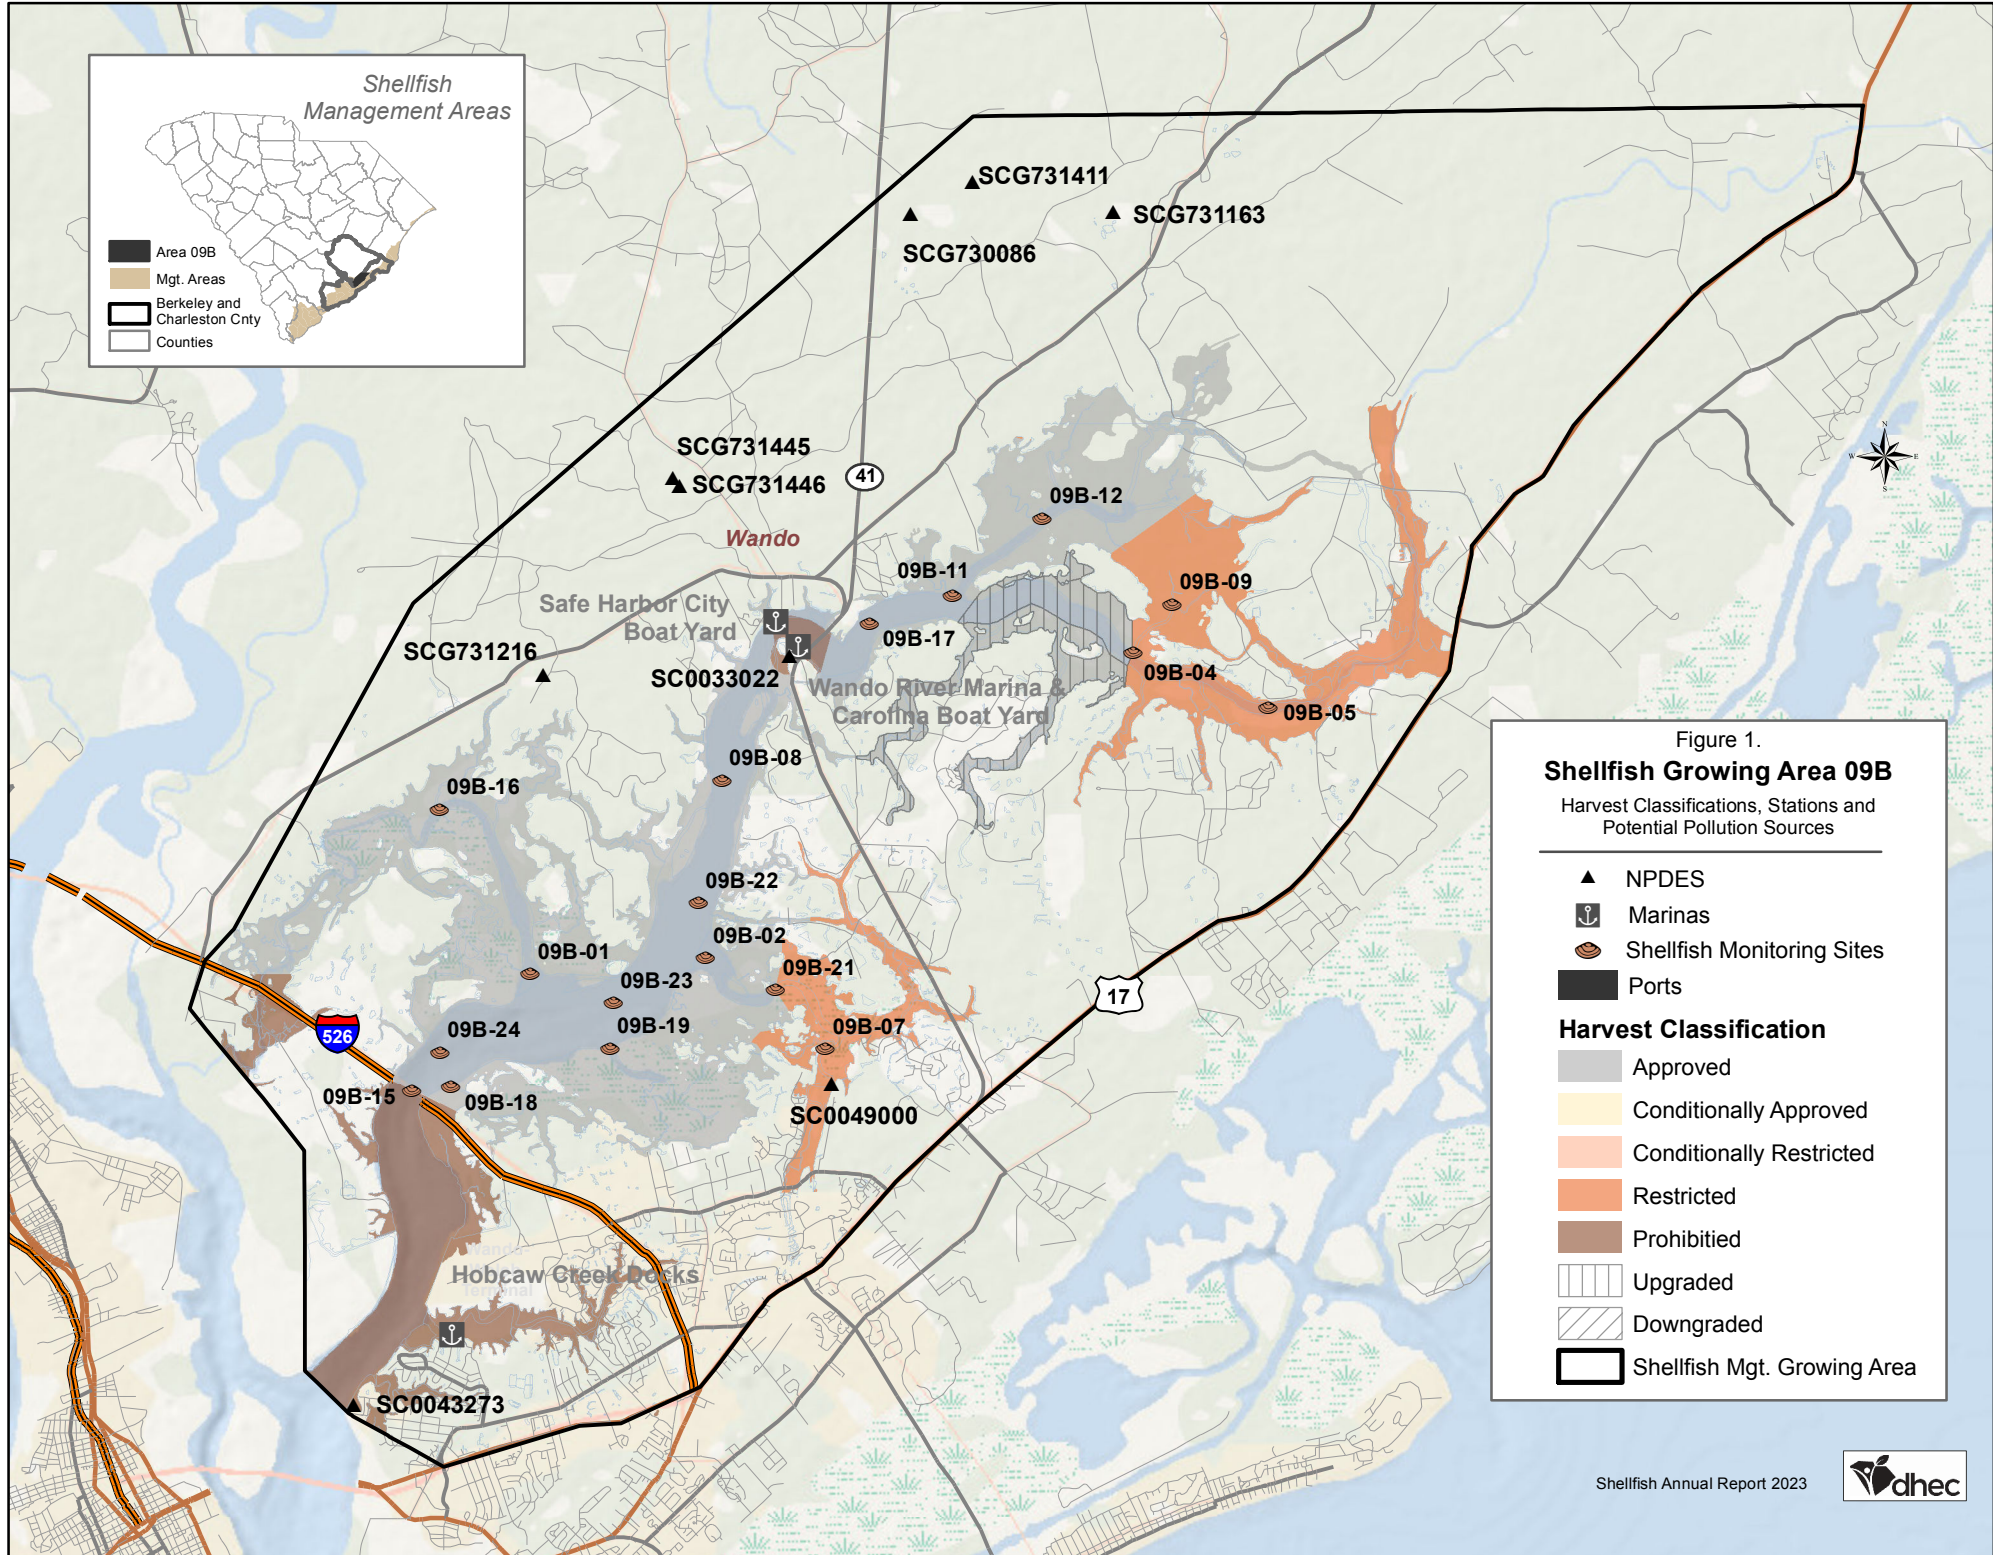 Shellfish
Management Areas
Area 09B
Mgt. Areas
Berkeley and
Charleston Cnty
Counties
SCG731411
SCG731163
SCG730086
SCG731445
SCG731446
41
Wando
09B-12
09B-11
09B-09
Safe Harbor City
Boat Yard
09B-17
SCG731216
SC0033022
09B-04
Wando River Marina &
Carolina Boat Yard
09B-05
09B-08
09B-16
09B-22
09B-02
09B-01
09B-21
09B-23
17
526
09B-24
09B-19
09B-07
09B-15
09B-18
SC0049000
Wando
Hobcaw Creek Docks
Terminal
SC0043273
Figure 1.
Shellfish Growing Area 09B
Harvest Classifications, Stations and
Potential Pollution Sources
NPDES
Marinas
Shellfish Monitoring Sites
Ports
Harvest Classification
Approved
Conditionally Approved
Conditionally Restricted
Restricted
Prohibitied
Upgraded
Downgraded
Shellfish Mgt. Growing Area
N
W
E
S
Shellfish Annual Report 2023
dhec